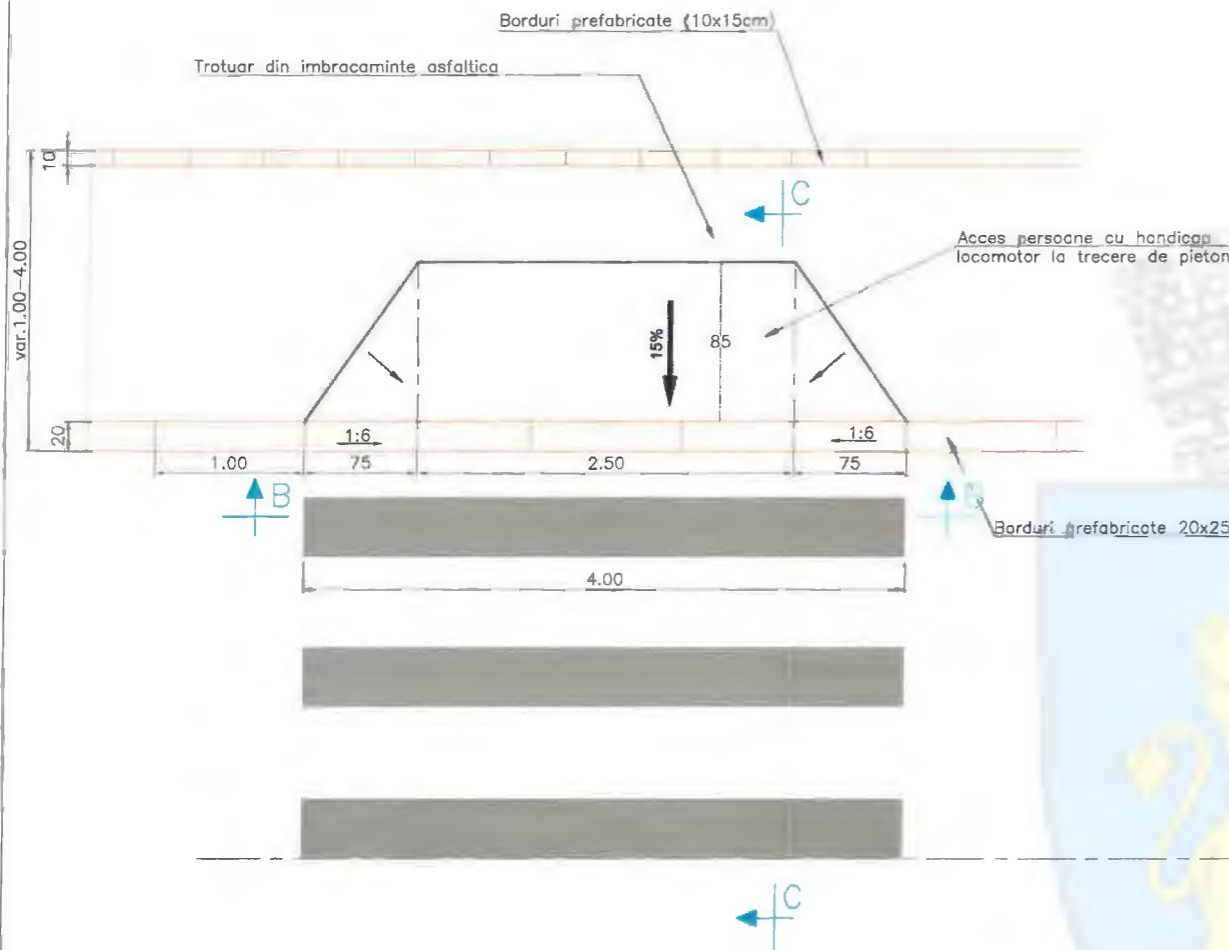 Borduri prefabricate (10x15cm)
Trotuar din imbracaminte asfaltica
10
C
Acces persoane cu handicap
locomotor la trecere de pieton
var.1.00-4.00
15%
85
20
1:6
1:6
1.00
75
2.50
75
B
B
Borduri prefabricate 20x25
4.00
C